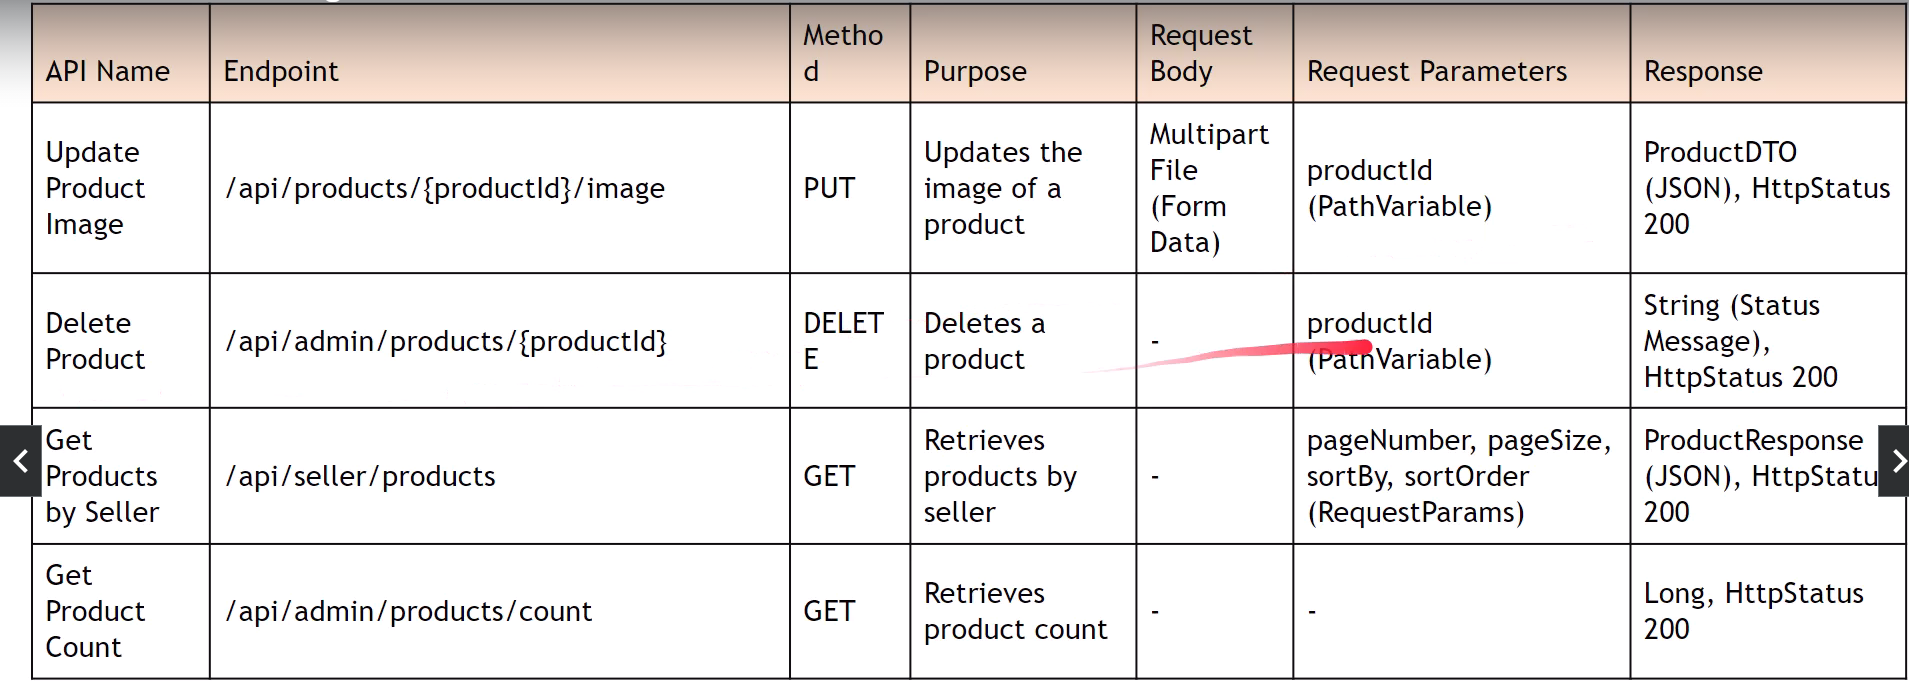 API Name
Endpoint
Metho
d
Purpose
Request
Body
Request Parameters
Response
Update
Product
Image
/api/products/{productId}/image
PUT
Updates the
image of a
product
Multipart
File
(Form
Data)
productId
(PathVariable)
ProductDTO
(JSON), HttpStatus
200
Delete
Product
/api/admin/products/{productId}
DELET
E
Deletes a
product
-
productId
(PathVariable)
String (Status
Message),
HttpStatus 200
Get
Products
by Seller
/api/seller/products
GET
Retrieves
products by
seller
-
pageNumber, pageSize,
sortBy, sortOrder
(RequestParams)
ProductResponse
(JSON), HttpStatu
200
Get
Product
Count
/api/admin/products/count
GET
Retrieves
product count
-
-
Long, HttpStatus
200